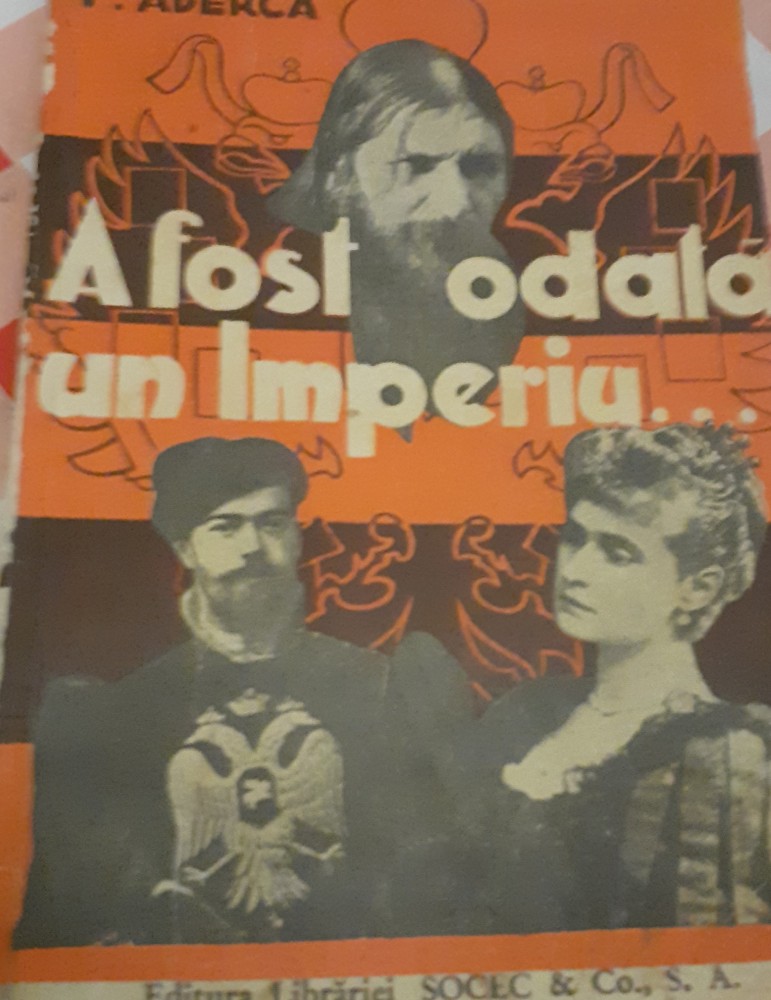 F. ADERCA
A fost odată
un Imperiu...
Editura Librăriei SOCEC & Co., S. A.